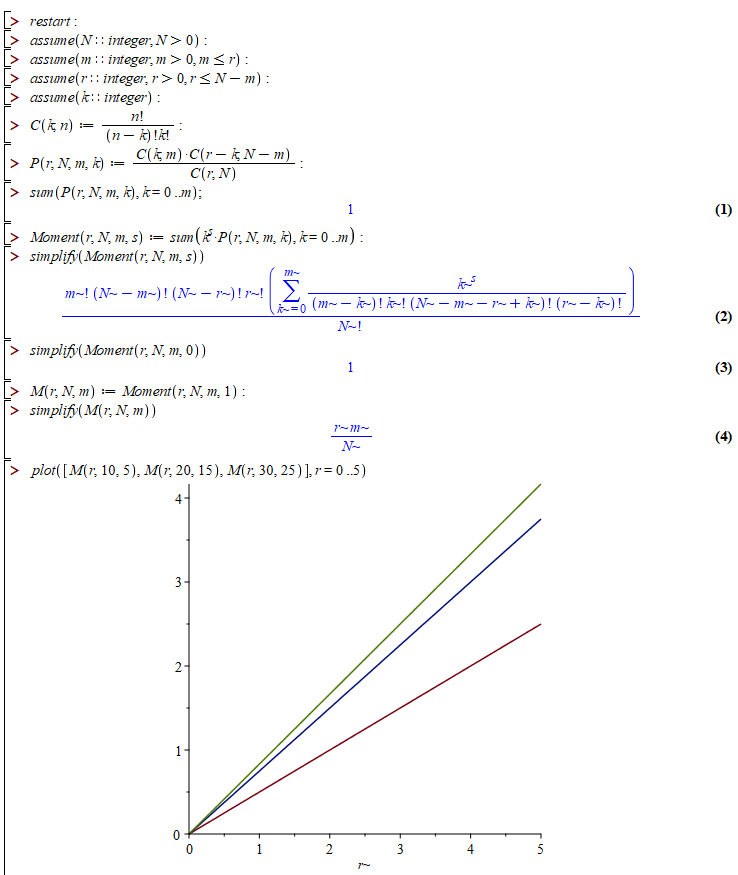 > restart :
> assume(N :: integer, N > 0) :
> assume(m :: integer, m > 0, m ≤ r) :
> assume(r :: integer, r > 0, r ≤ N − m) :
> assume(k :: integer) :
> C(k, n) := n! / ((n − k)! k!) :
> P(r, N, m, k) := C(k, m)·C(r − k, N − m) / C(r, N) :
> sum(P(r, N, m, k), k = 0 ..m);
1 (1)
> Moment(r, N, m, s) := sum(k^s·P(r, N, m, k), k = 0 ..m) :
> simplify(Moment(r, N, m, s))
m~! (N~ − m~)! (N~ − r~)! r~! (∑_{k~=0}^{m~} k~^s / ((m~ − k~)! k~! (N~ − m~ − r~ + k~)! (r~ − k~)!)) / N~! (2)
> simplify(Moment(r, N, m, 0))
1 (3)
> M(r, N, m) := Moment(r, N, m, 1) :
> simplify(M(r, N, m))
r~ m~ / N~ (4)
> plot([M(r, 10, 5), M(r, 20, 15), M(r, 30, 25)], r = 0 ..5)
4
3
2
1
0
0 1 2 3 4 5
r~